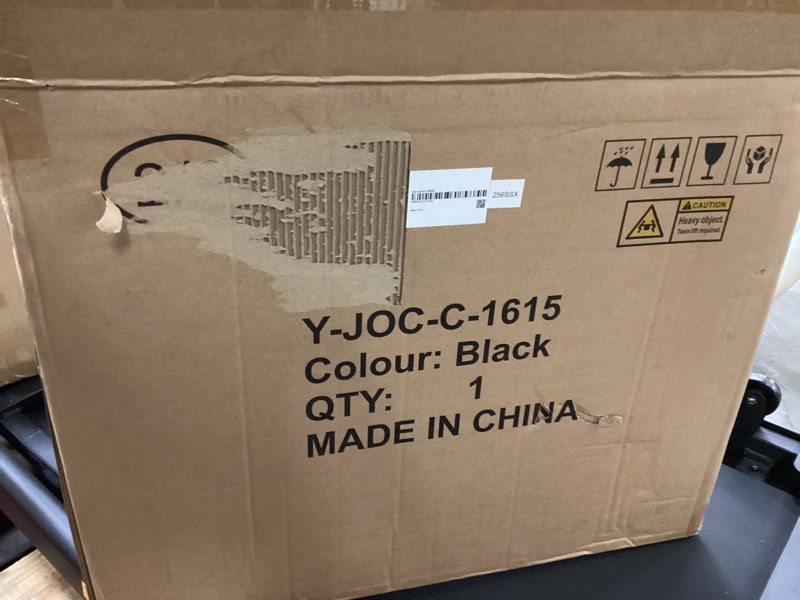 256SSX
CAUTION
Heavy object.
Team lift required
Y-JOC-C-1615
Colour: Black
QTY: 1
MADE IN CHINA